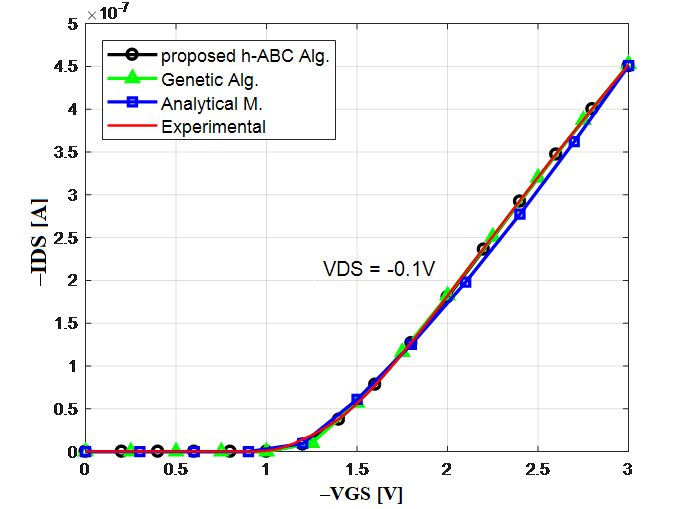 ×10⁻⁷
5
4.5
4
3.5
3
2.5
2
1.5
1
0.5
0
proposed h-ABC Alg.
Genetic Alg.
Analytical M.
Experimental
VDS = -0.1V
–IDS [A]
0 0.5 1 1.5 2 2.5 3
–VGS [V]